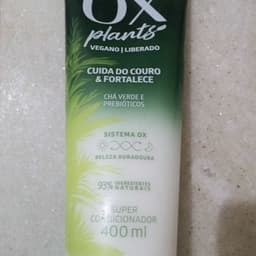 OX
plants
VEGANO | LIBERADO
CUIDA DO COURO
& FORTALECE
CHÁ VERDE E
PREBIÓTICOS
SISTEMA OX
BELEZA DURADOURA
93% INGREDIENTES
NATURAIS
SUPER
CONDICIONADOR
400 ml